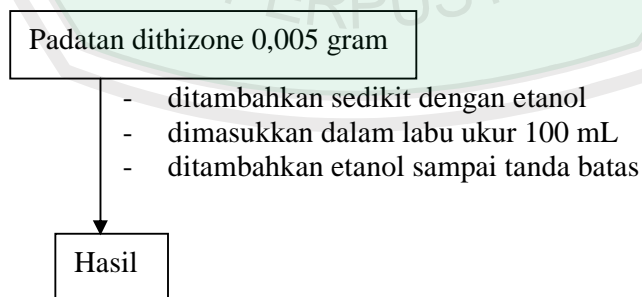 Padatan dithizone 0,005 gram
- ditambahkan sedikit dengan etanol
- dimasukkan dalam labu ukur 100 mL
- ditambahkan etanol sampai tanda batas
Hasil